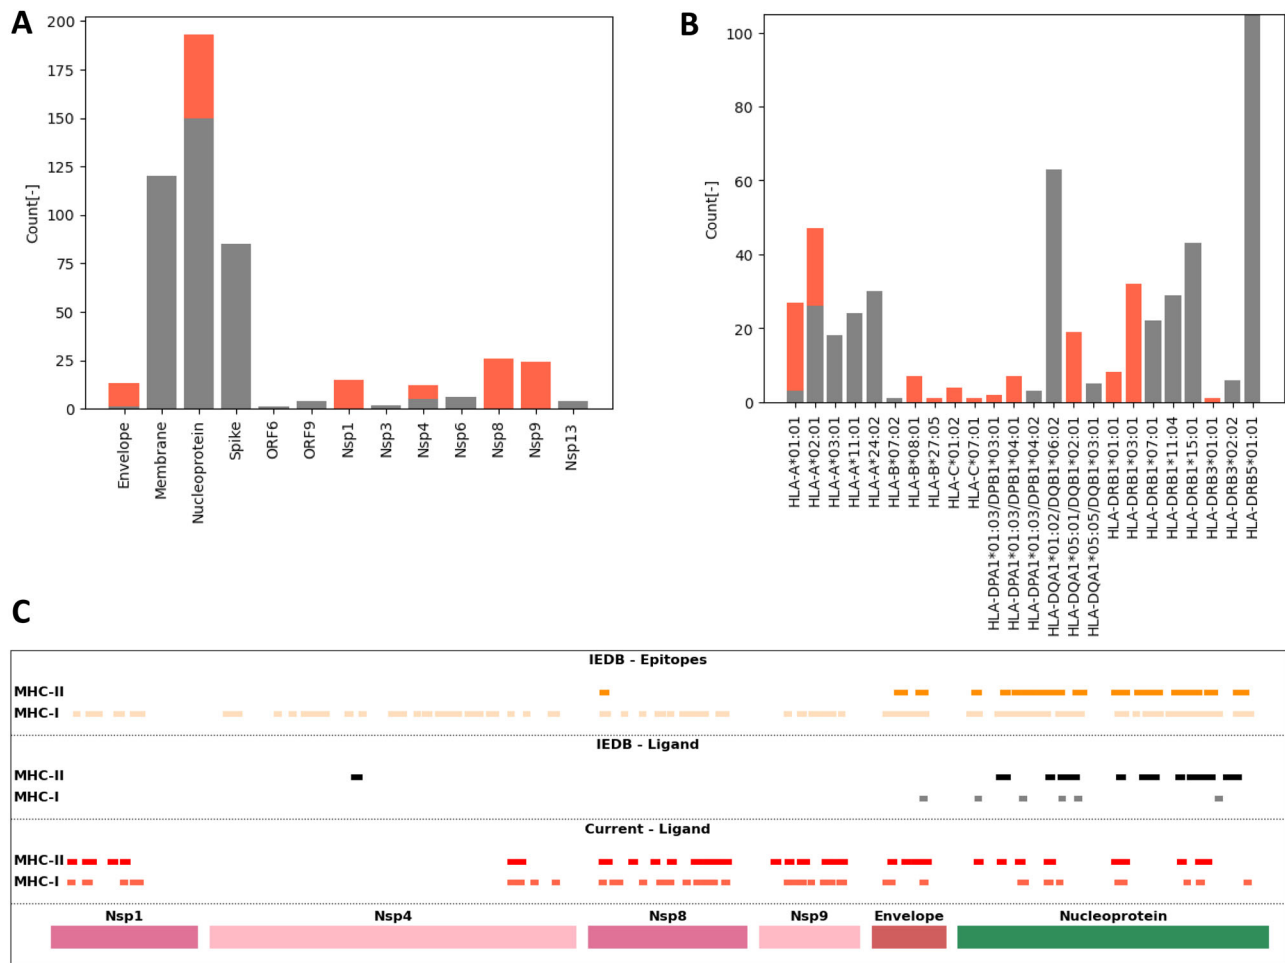 A
200
175
150
125
100
75
50
25
0
Count[-]
Envelope
Membrane
Nucleoprotein
Spike
ORF6
ORF9
Nsp1
Nsp3
Nsp4
Nsp6
Nsp8
Nsp9
Nsp13
B
100
80
60
40
20
0
Count[-]
HLA-A*01:01
HLA-A*02:01
HLA-A*03:01
HLA-A*11:01
HLA-A*24:02
HLA-B*07:02
HLA-B*08:01
HLA-B*27:05
HLA-C*01:02
HLA-C*07:01
HLA-DPA1*01:03/DPB1*03:01
HLA-DPA1*01:03/DPB1*04:01
HLA-DPA1*01:03/DPB1*04:02
HLA-DQA1*01:02/DQB1*06:02
HLA-DQA1*05:01/DQB1*02:01
HLA-DQA1*05:05/DQB1*03:01
HLA-DRB1*01:01
HLA-DRB1*03:01
HLA-DRB1*07:01
HLA-DRB1*11:04
HLA-DRB1*15:01
HLA-DRB3*01:01
HLA-DRB3*02:02
HLA-DRB5*01:01
C
IEDB - Epitopes
MHC-II
MHC-I
IEDB - Ligand
MHC-II
MHC-I
Current - Ligand
MHC-II
MHC-I
Nsp1 Nsp4 Nsp8 Nsp9 Envelope Nucleoprotein